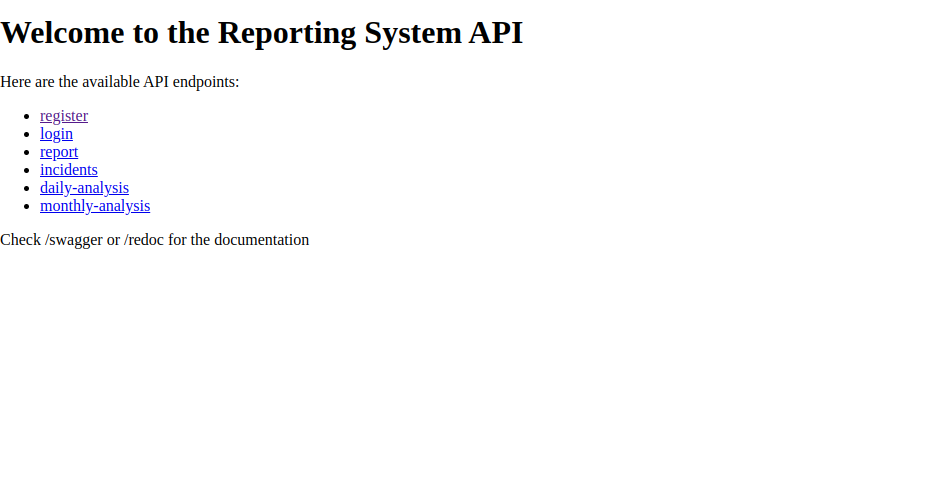 Welcome to the Reporting System API
Here are the available API endpoints:
register
login
report
incidents
daily-analysis
monthly-analysis
Check /swagger or /redoc for the documentation